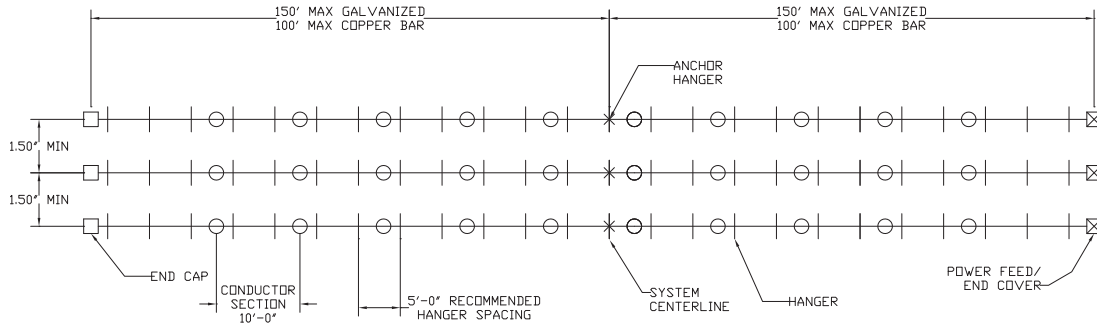 150' MAX GALVANIZED
100' MAX COPPER BAR
150' MAX GALVANIZED
100' MAX COPPER BAR
ANCHOR
HANGER
1.50" MIN
1.50" MIN
END CAP
CONDUCTOR
SECTION
10'-0"
5'-0" RECOMMENDED
HANGER SPACING
SYSTEM
CENTERLINE
HANGER
POWER FEED/
END COVER